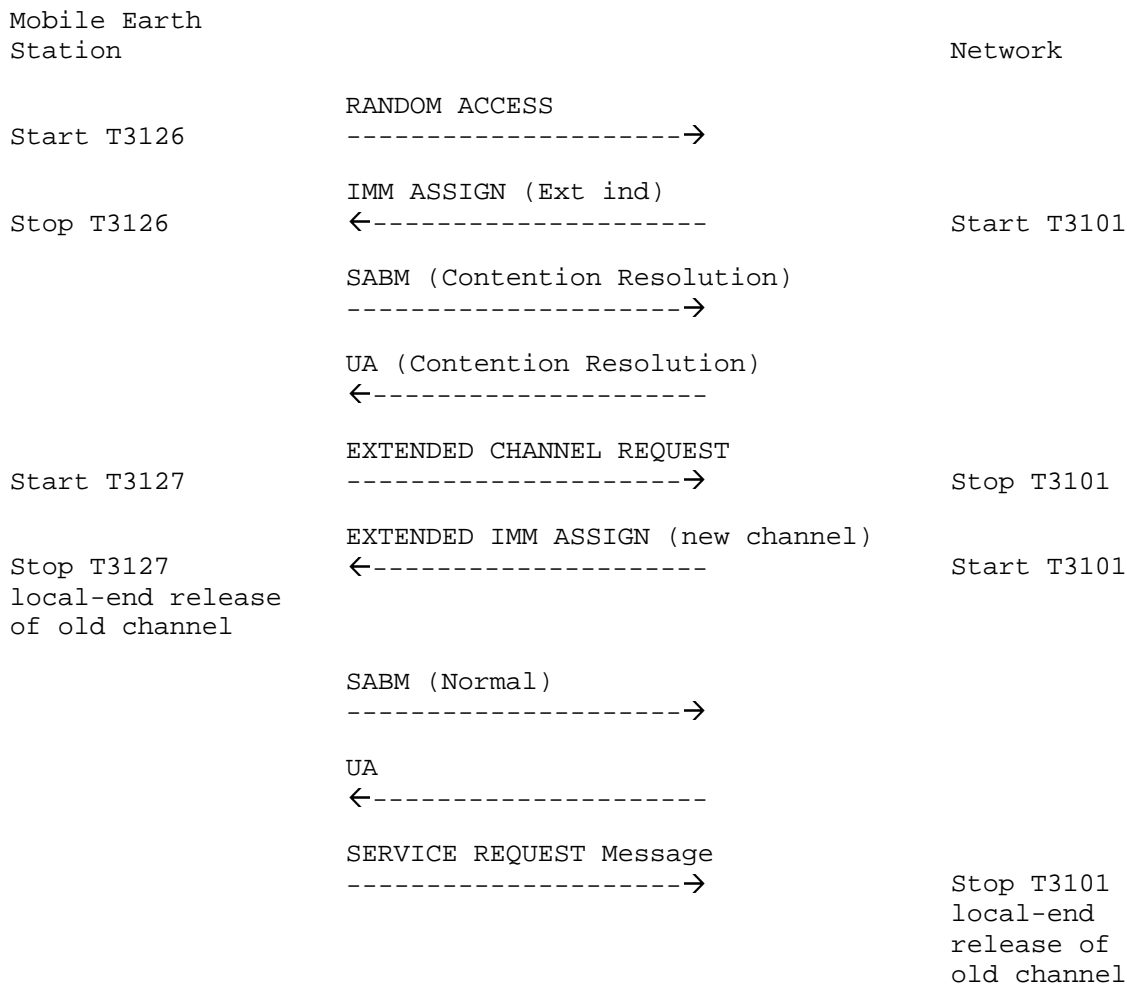 Mobile Earth
Station Network
RANDOM ACCESS
Start T3126 --------------------->
IMM ASSIGN (Ext ind)
Stop T3126 <--------------------- Start T3101
SABM (Contention Resolution)
--------------------->
UA (Contention Resolution)
<---------------------
EXTENDED CHANNEL REQUEST
Start T3127 ---------------------> Stop T3101
EXTENDED IMM ASSIGN (new channel)
Stop T3127 <--------------------- Start T3101
local-end release
of old channel
SABM (Normal)
--------------------->
UA
<---------------------
SERVICE REQUEST Message
---------------------> Stop T3101
local-end
release of
old channel